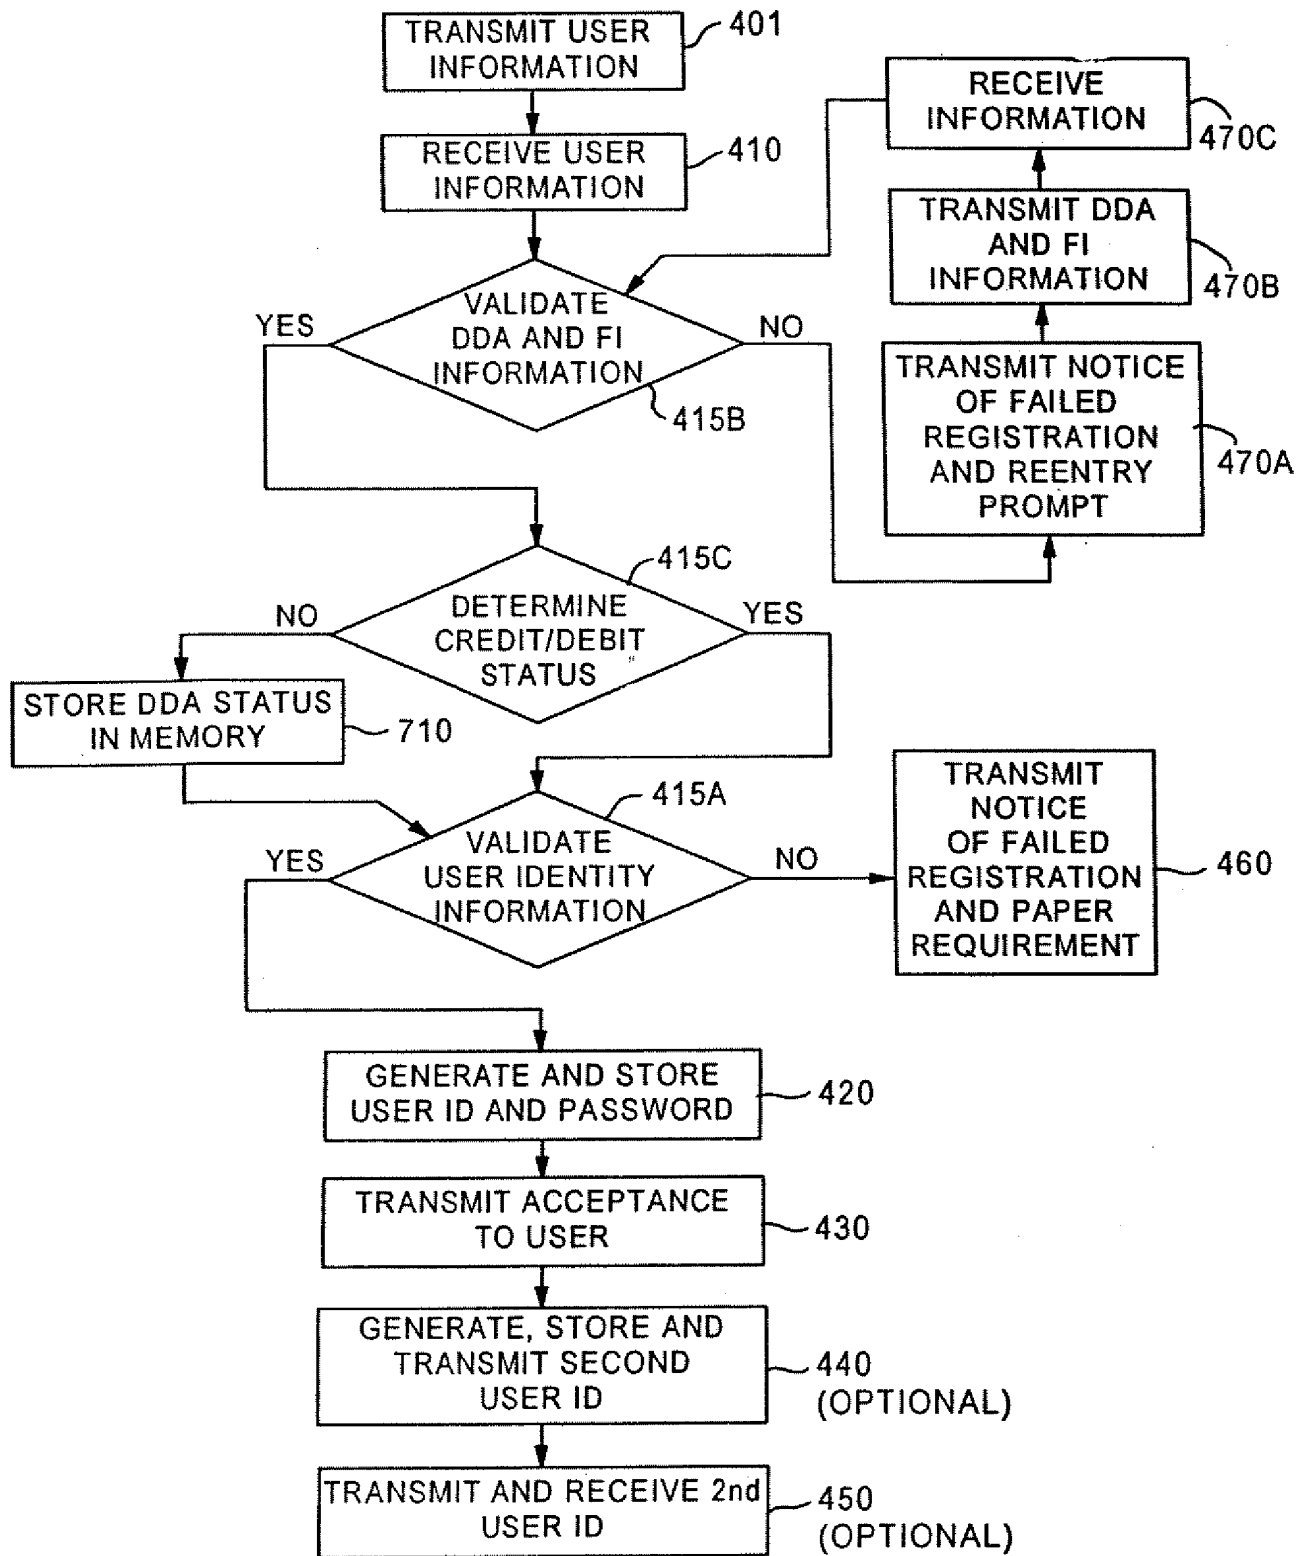 TRANSMIT USER
INFORMATION
401
RECEIVE USER
INFORMATION
410
RECEIVE
INFORMATION
470C
TRANSMIT DDA
AND FI
INFORMATION
470B
TRANSMIT NOTICE
OF FAILED
REGISTRATION
AND REENTRY
PROMPT
470A
VALIDATE
DDA AND FI
INFORMATION
YES
NO
415B
415C
DETERMINE
CREDIT/DEBIT
STATUS
NO
YES
STORE DDA STATUS
IN MEMORY
710
415A
VALIDATE
USER IDENTITY
INFORMATION
YES
NO
TRANSMIT
NOTICE
OF FAILED
REGISTRATION
AND PAPER
REQUIREMENT
460
GENERATE AND STORE
USER ID AND PASSWORD
420
TRANSMIT ACCEPTANCE
TO USER
430
GENERATE, STORE AND
TRANSMIT SECOND
USER ID
440
(OPTIONAL)
TRANSMIT AND RECEIVE 2nd
USER ID
450
(OPTIONAL)